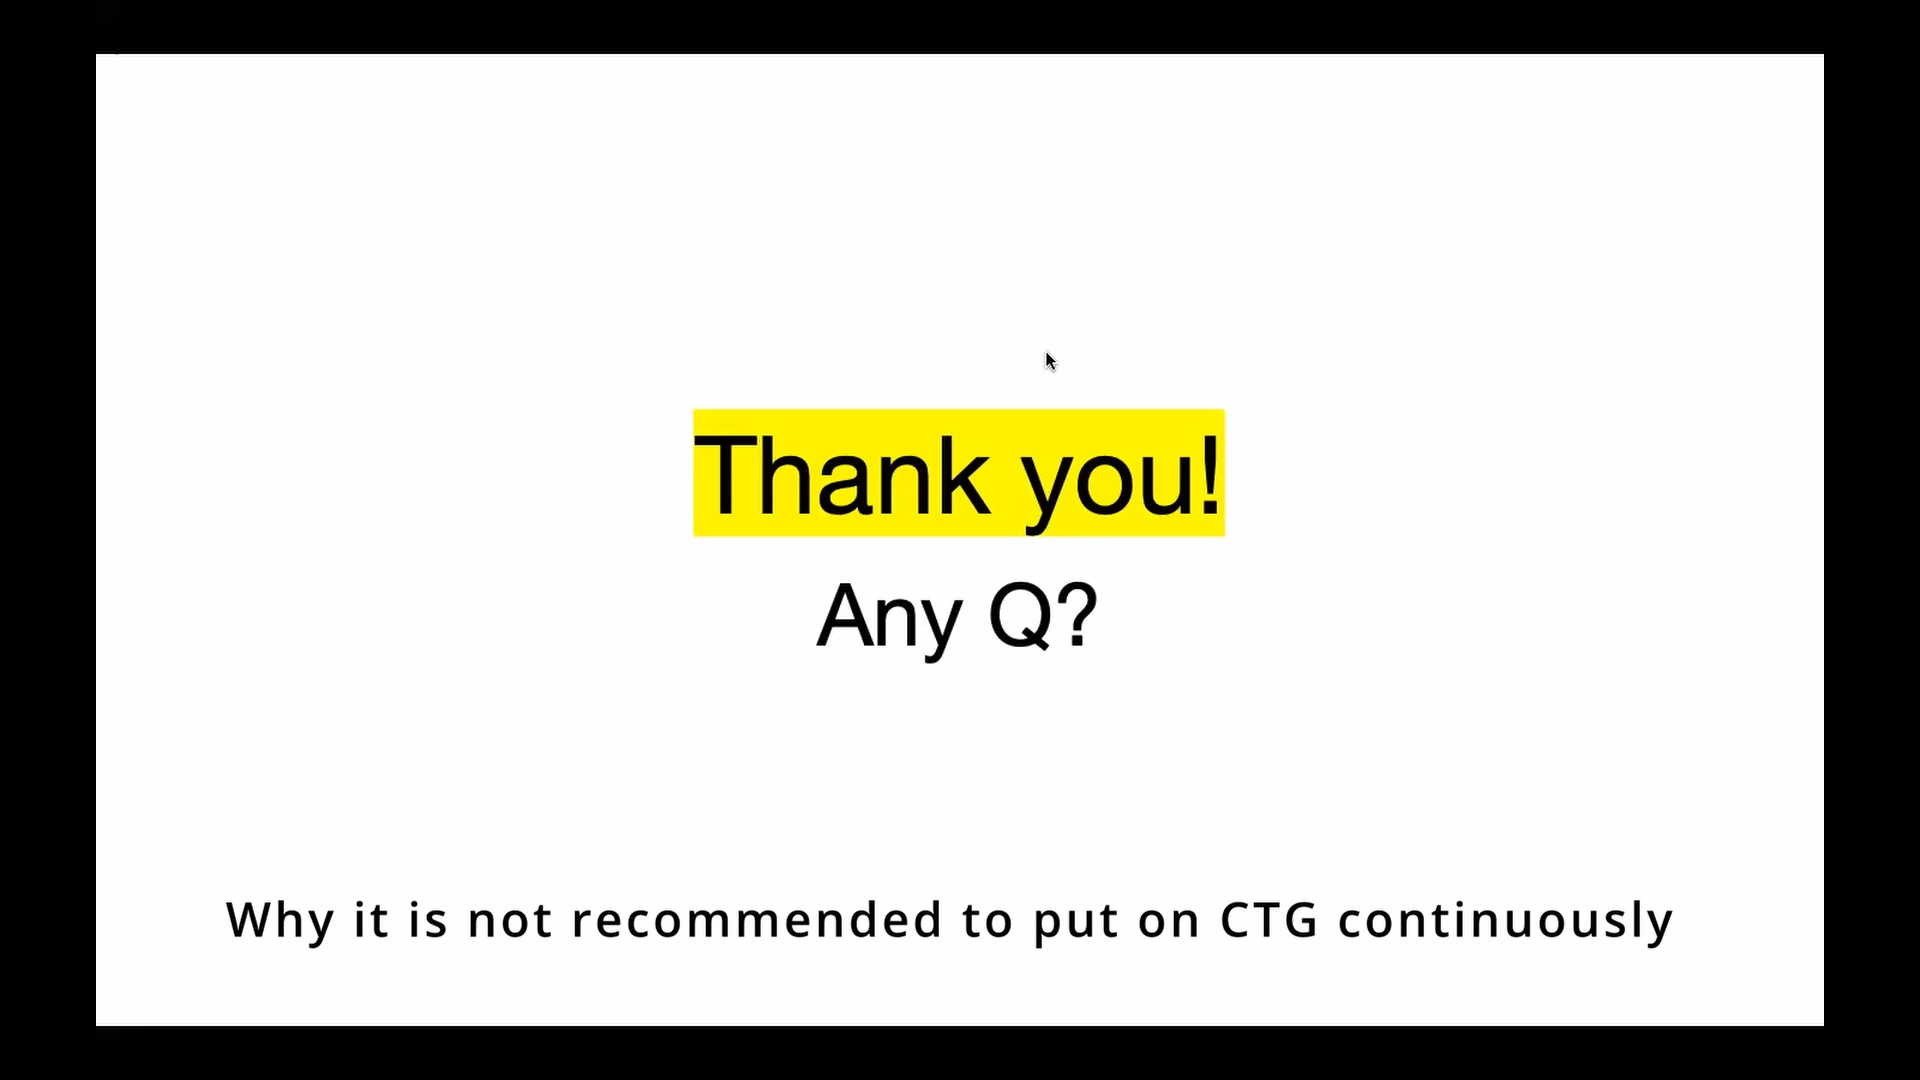 Thank you!
Any Q?
Why it is not recommended to put on CTG continuously